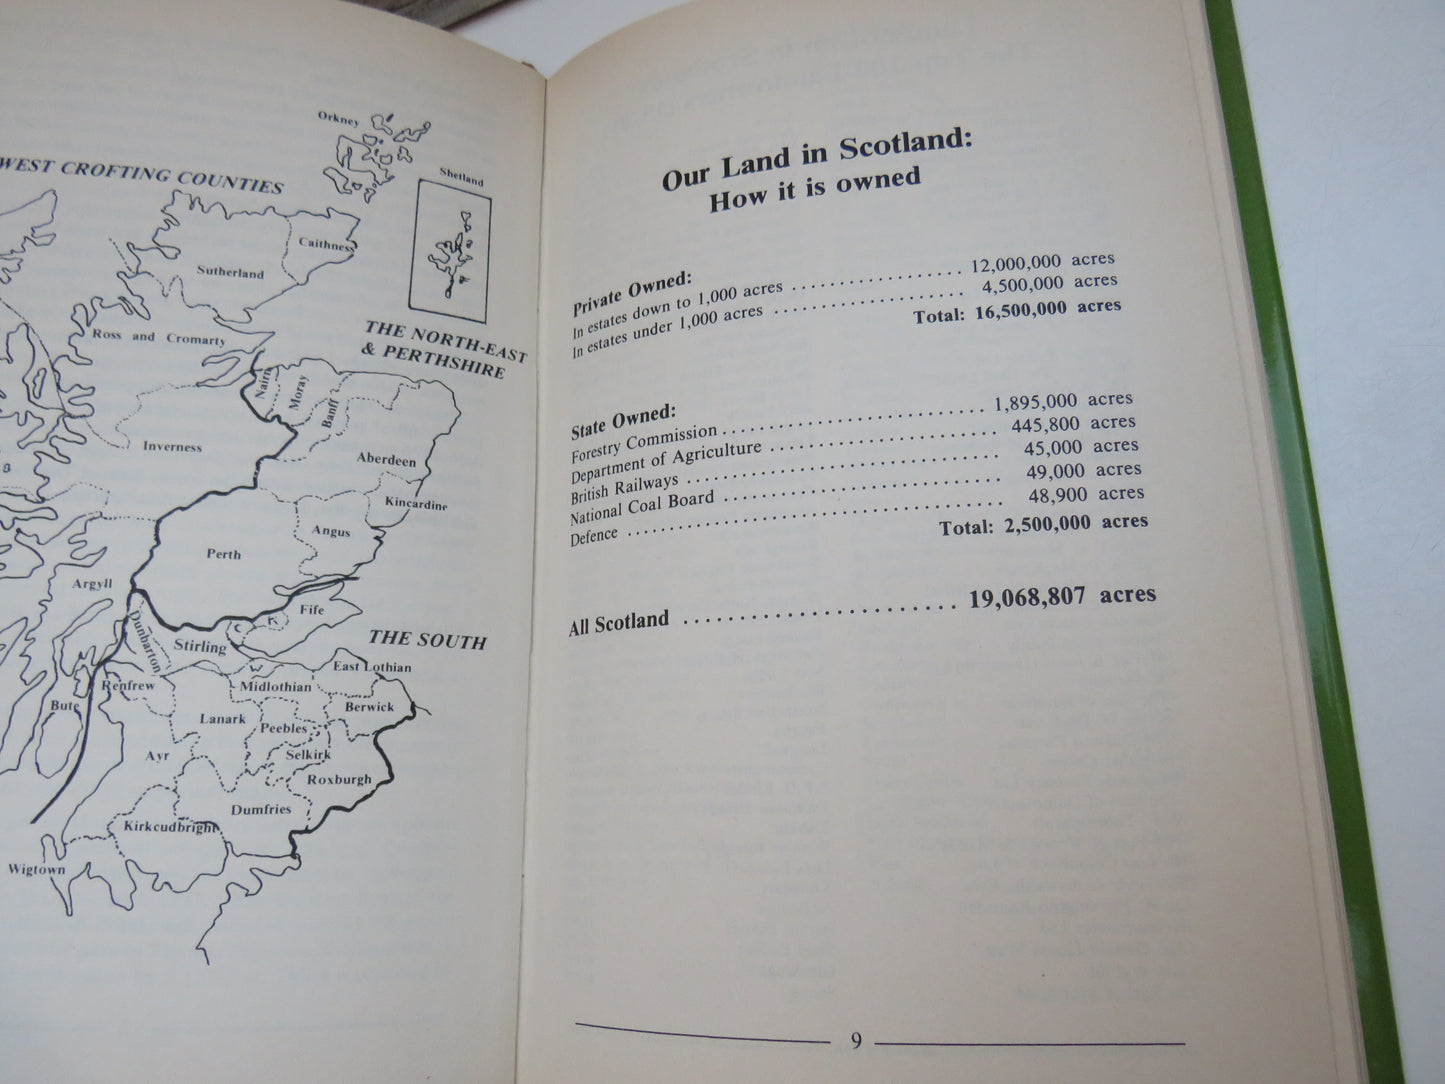 WEST CROFTING COUNTIES
Orkney
Shetland
Caithness
Sutherland
Ross and Cromarty
THE NORTH-EAST
& PERTHSHIRE
Nairn
Moray
Banff
Inverness
Aberdeen
Kincardine
Angus
Perth
Argyll
Fife
C
K
Dunbarton
Stirling
THE SOUTH
East Lothian
Renfrew
Midlothian
Bute
Lanark
Berwick
Peebles
Ayr
Selkirk
Roxburgh
Dumfries
Kirkcudbright
Wigtown
Our Land in Scotland:
How it is owned
Private Owned:
In estates down to 1,000 acres .................. 12,000,000 acres
In estates under 1,000 acres .................. 4,500,000 acres
Total: 16,500,000 acres
State Owned:
Forestry Commission .......................... 1,895,000 acres
Department of Agriculture ...................... 445,800 acres
British Railways ............................ 45,000 acres
National Coal Board .......................... 49,000 acres
Defence .................................. 48,900 acres
Total: 2,500,000 acres
All Scotland ...................... 19,068,807 acres
9